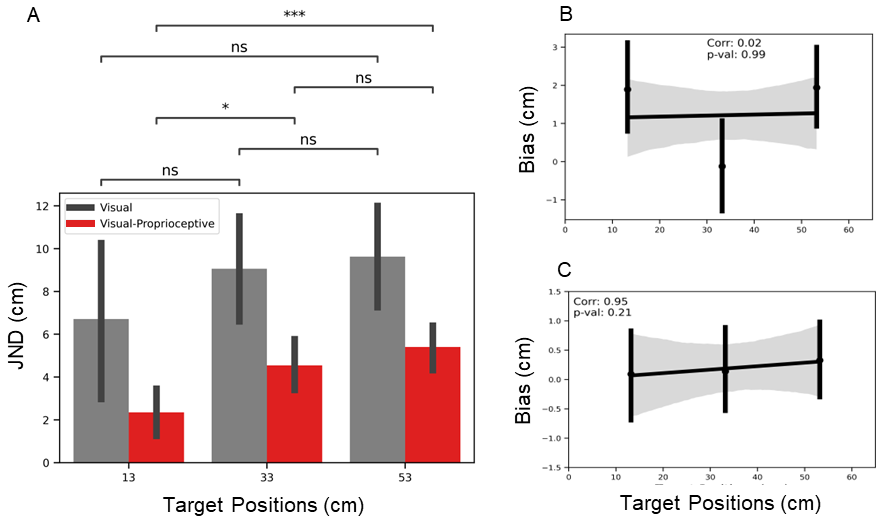 A
***
ns
ns
*
ns
ns
Visual
Visual-Proprioceptive
12
10
8
6
4
2
0
JND (cm)
13
33
53
Target Positions (cm)
B
Corr: 0.02
p-val: 0.99
3
2
1
0
−1
Bias (cm)
0
10
20
30
40
50
60
C
Corr: 0.95
p-val: 0.21
1.5
1.0
0.5
0.0
−0.5
−1.0
−1.5
Bias (cm)
0
10
20
30
40
50
60
Target Positions (cm)